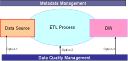 Metadata Management
Data Source
ETL Process
DW
Data Quality Management